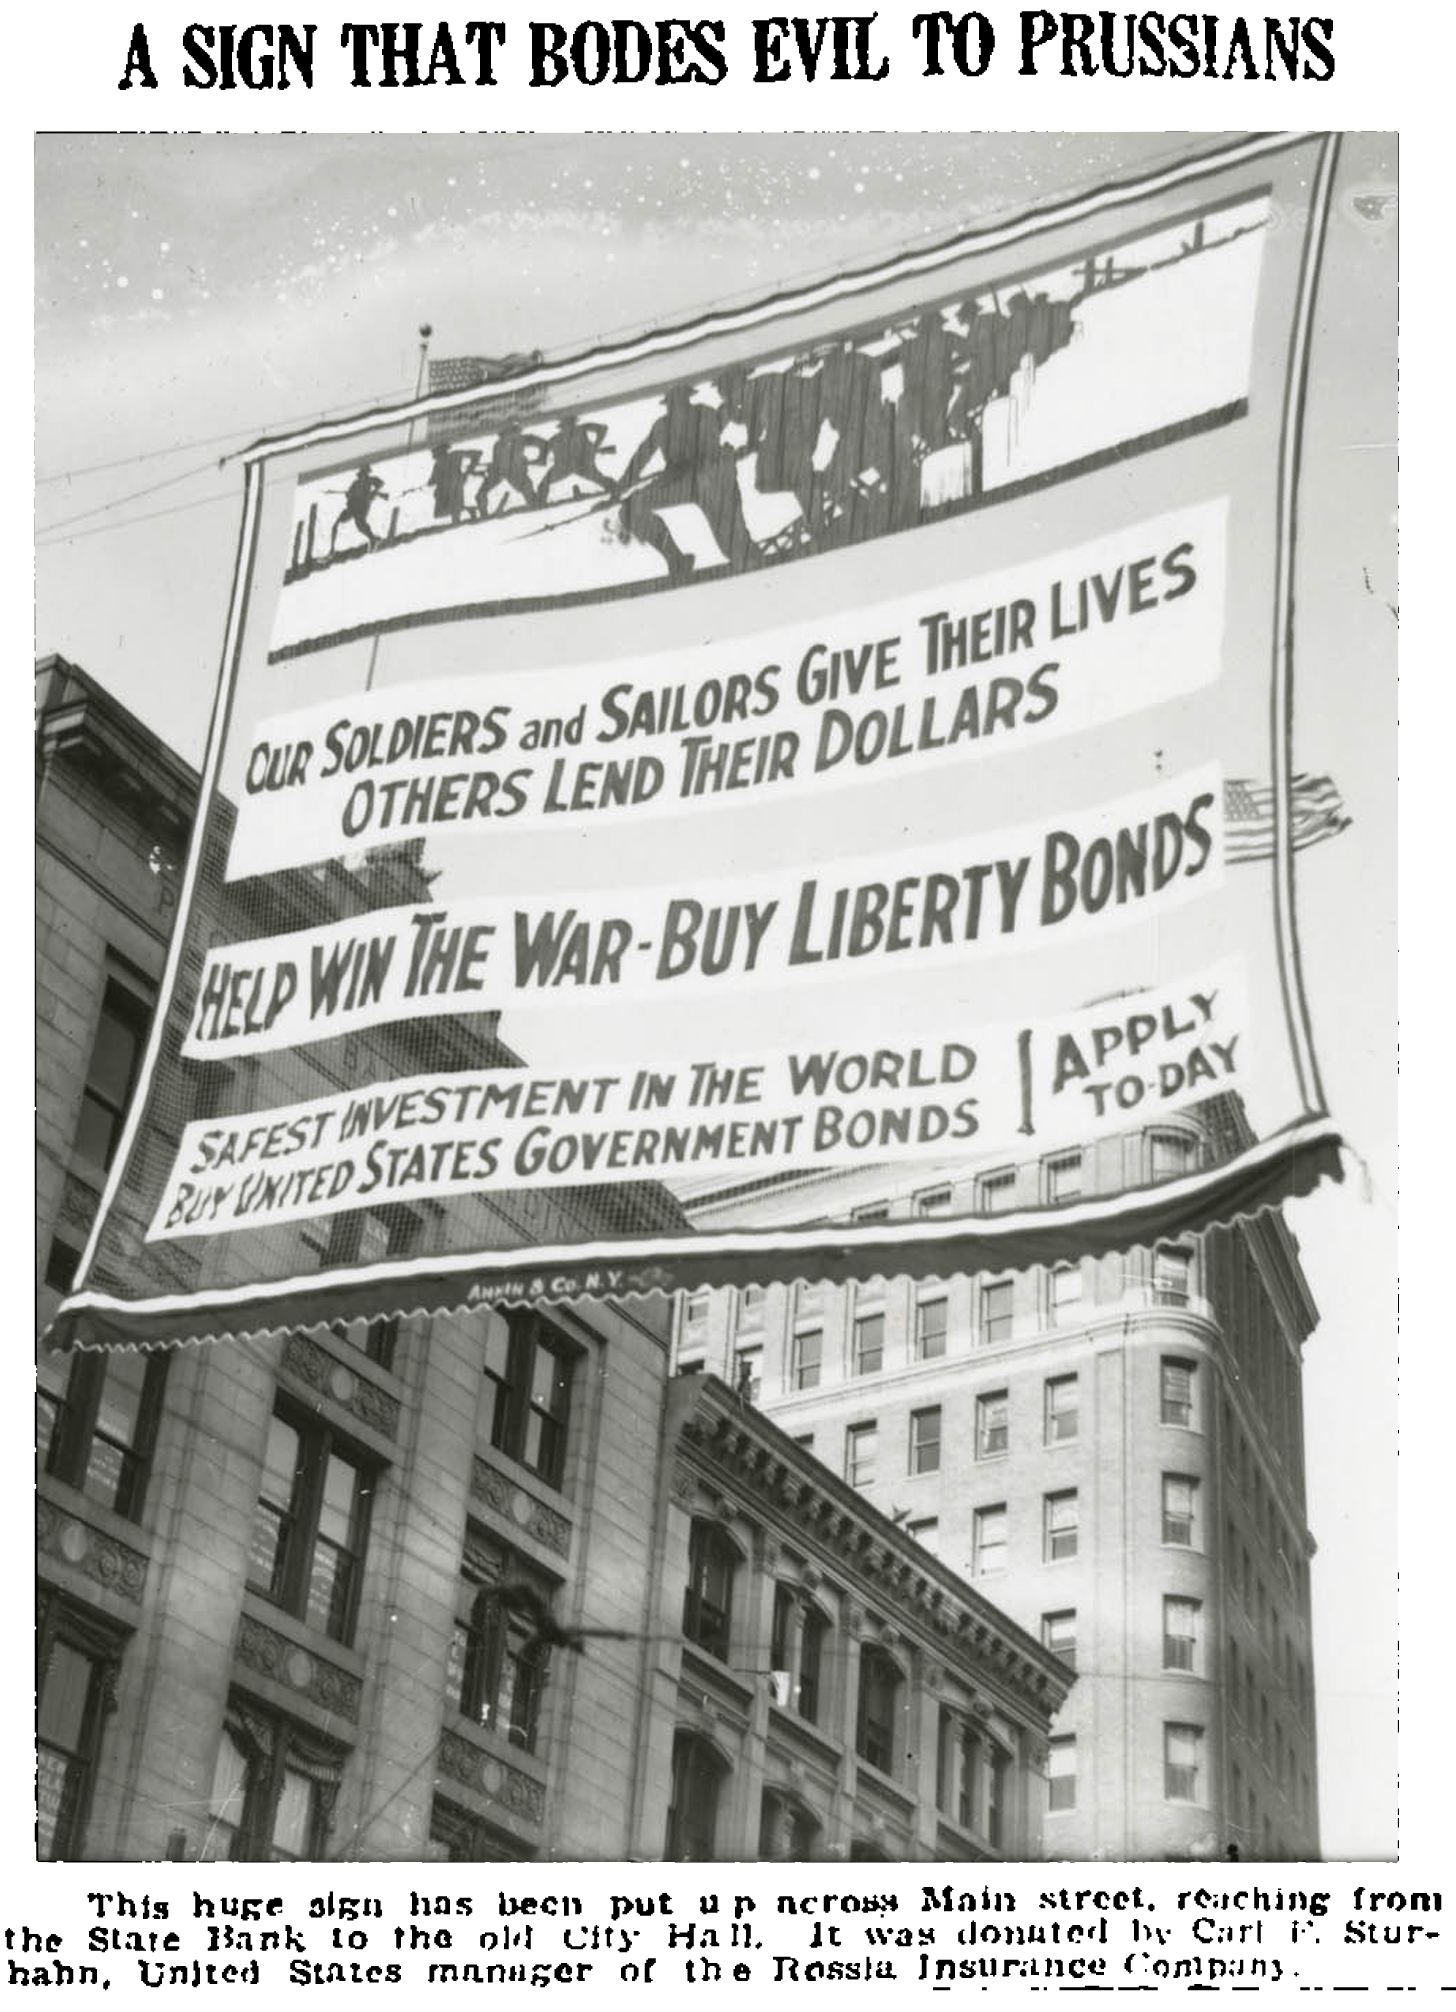 A SIGN THAT BODES EVIL TO PRUSSIANS
OUR SOLDIERS and SAILORS GIVE THEIR LIVES
OTHERS LEND THEIR DOLLARS
HELP WIN THE WAR-BUY LIBERTY BONDS
SAFEST INVESTMENT IN THE WORLD
BUY UNITED STATES GOVERNMENT BONDS
APPLY
TO-DAY
& Co. N.Y.
This huge sign has been put up across Main street, reaching from
the State Bank to the old City Hall. It was donated by Carl F. Stur-
hahn, United States manager of the Rossia Insurance Company.